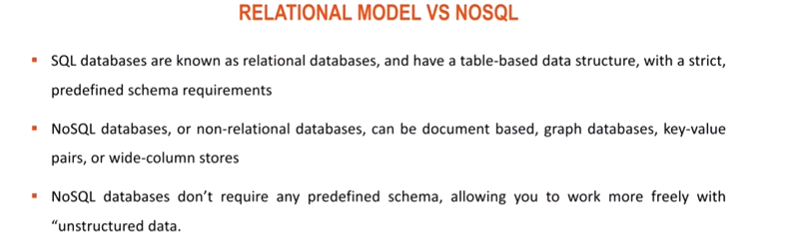 RELATIONAL MODEL VS NOSQL
▪ SQL databases are known as relational databases, and have a table-based data structure, with a strict,
predefined schema requirements
▪ NoSQL databases, or non-relational databases, can be document based, graph databases, key-value
pairs, or wide-column stores
▪ NoSQL databases don’t require any predefined schema, allowing you to work more freely with
“unstructured data.